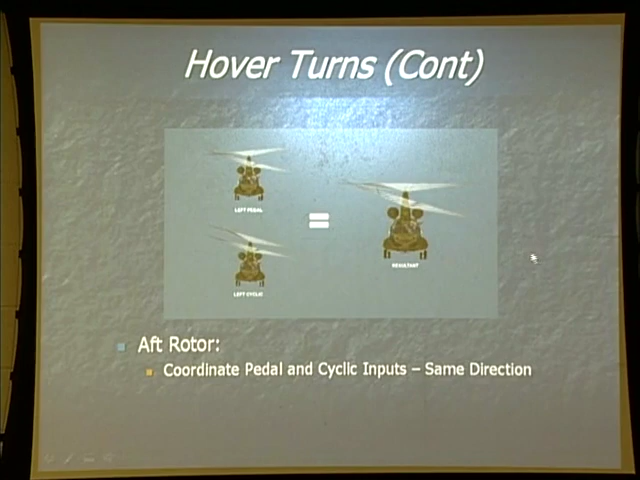 Hover Turns (Cont)
LEFT PEDAL
=
LEFT CYCLIC
RESULTANT
Aft Rotor:
Coordinate Pedal and Cyclic Inputs – Same Direction